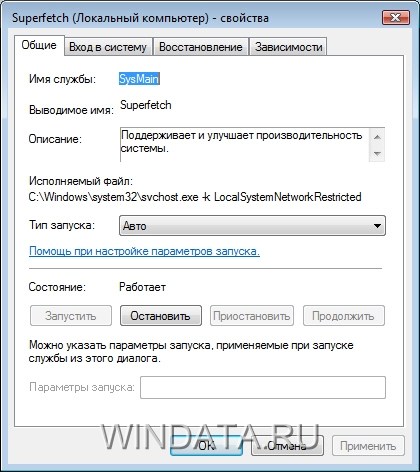 Superfetch (Локальный компьютер) - свойства
Общие Вход в систему Восстановление Зависимости
Имя службы: SysMain
Выводимое имя: Superfetch
Описание: Поддерживает и улучшает производительность
системы.
Исполняемый файл:
C:\Windows\system32\svchost.exe -k LocalSystemNetworkRestricted
Тип запуска: Авто
Помощь при настройке параметров запуска.
Состояние: Работает
Запустить Остановить Приостановить Продолжить
Можно указать параметры запуска, применяемые при запуске
службы из этого диалога.
Параметры запуска:
OK Отмена Применить
WINDATA.RU